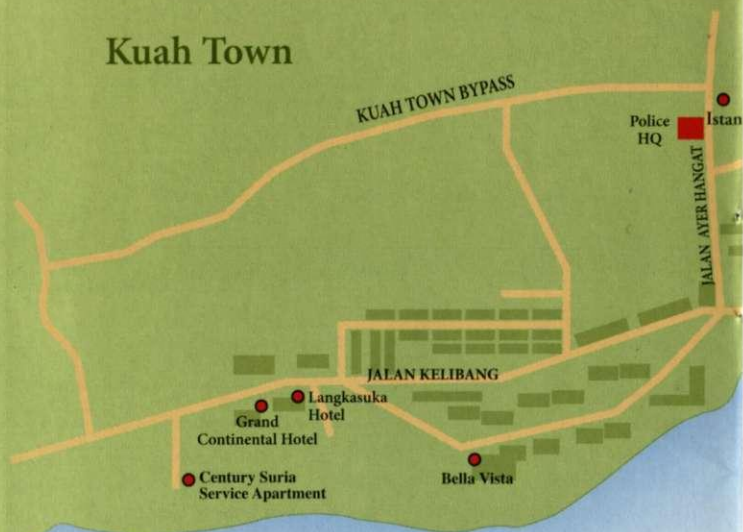 Kuah Town
KUAH TOWN BYPASS
Police
HQ
Istan
JALAN AYER HANGAT
JALAN KELIBANG
Langkasuka
Hotel
Grand
Continental Hotel
Century Suria
Service Apartment
Bella Vista